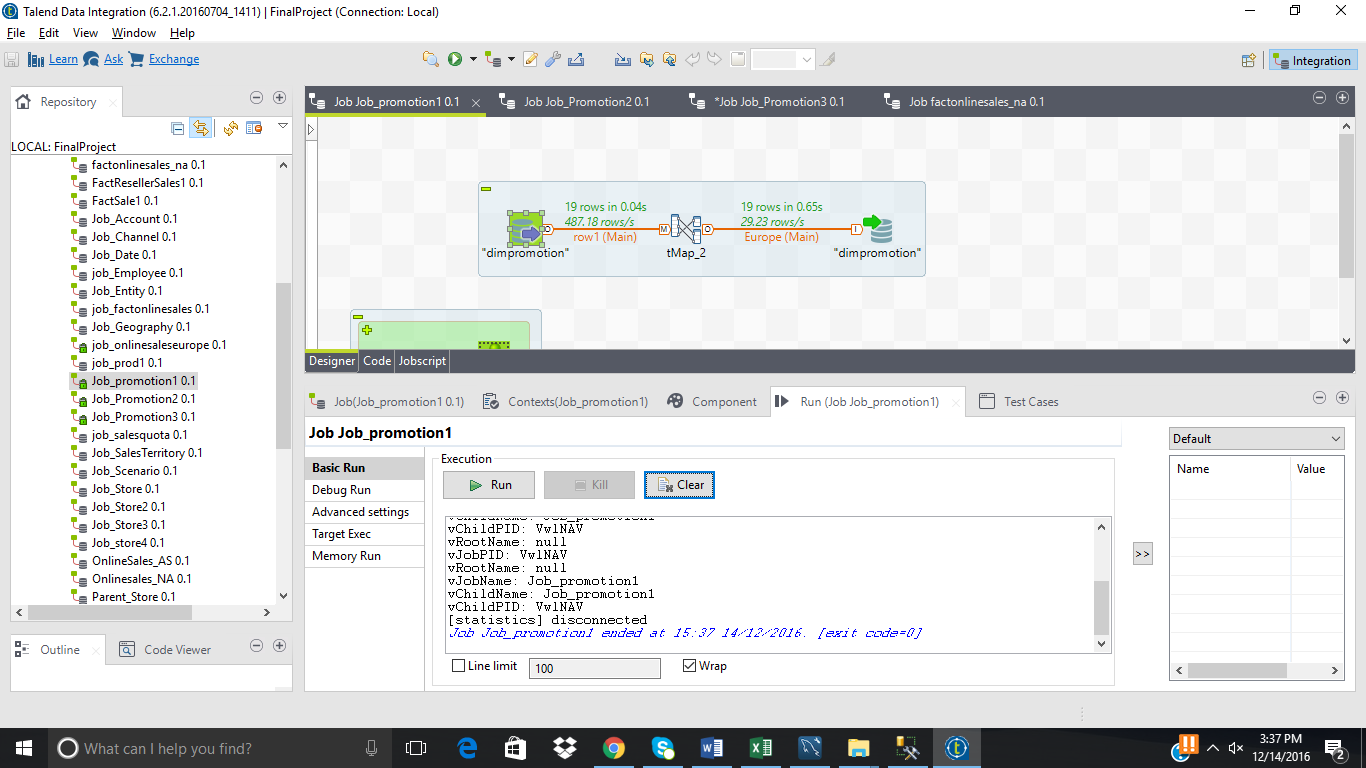 Talend Data Integration (6.2.1.20160704_1411) | FinalProject (Connection: Local)
File Edit View Window Help
Learn Ask Exchange
Integration
Repository
LOCAL: FinalProject
factonlinesales_na 0.1
FactResellerSales1 0.1
FactSale1 0.1
Job_Account 0.1
Job_Channel 0.1
Job_Date 0.1
job_Employee 0.1
Job_Entity 0.1
job_factonlinesales 0.1
Job_Geography 0.1
job_onlinesaleseurope 0.1
job_prod1 0.1
Job_promotion1 0.1
Job_Promotion2 0.1
Job_Promotion3 0.1
job_salesquota 0.1
Job_SalesTerritory 0.1
Job_Scenario 0.1
Job_Store 0.1
Job_Store2 0.1
Job_Store3 0.1
Job_store4 0.1
OnlineSales_AS 0.1
Onlinesales_NA 0.1
Parent_Store 0.1
Outline Code Viewer
Job Job_promotion1 0.1 Job Job_Promotion2 0.1 *Job Job_Promotion3 0.1 Job factonlinesales_na 0.1
19 rows in 0.04s 19 rows in 0.65s
487.18 rows/s 29.23 rows/s
row1 (Main) Europe (Main)
O M O I
"dimpromotion" tMap_2 "dimpromotion"
Designer Code Jobscript
Job(Job_promotion1 0.1) Contexts(Job_promotion1) Component Run (Job Job_promotion1) Test Cases
Job Job_promotion1
Basic Run
Debug Run
Advanced settings
Target Exec
Memory Run
Execution
Run Kill Clear
vChildName: Job_promotion1
vChildPID: VwlNAV
vRootName: null
vJobPID: VwlNAV
vRootName: null
vJobName: Job_promotion1
vChildName: Job_promotion1
vChildPID: VwlNAV
[statistics] disconnected
Job Job_promotion1 ended at 15:37 14/12/2016. [exit code=0]
Line limit 100 Wrap
>>
Default
Name Value
What can I help you find?
3:37 PM
12/14/2016
2